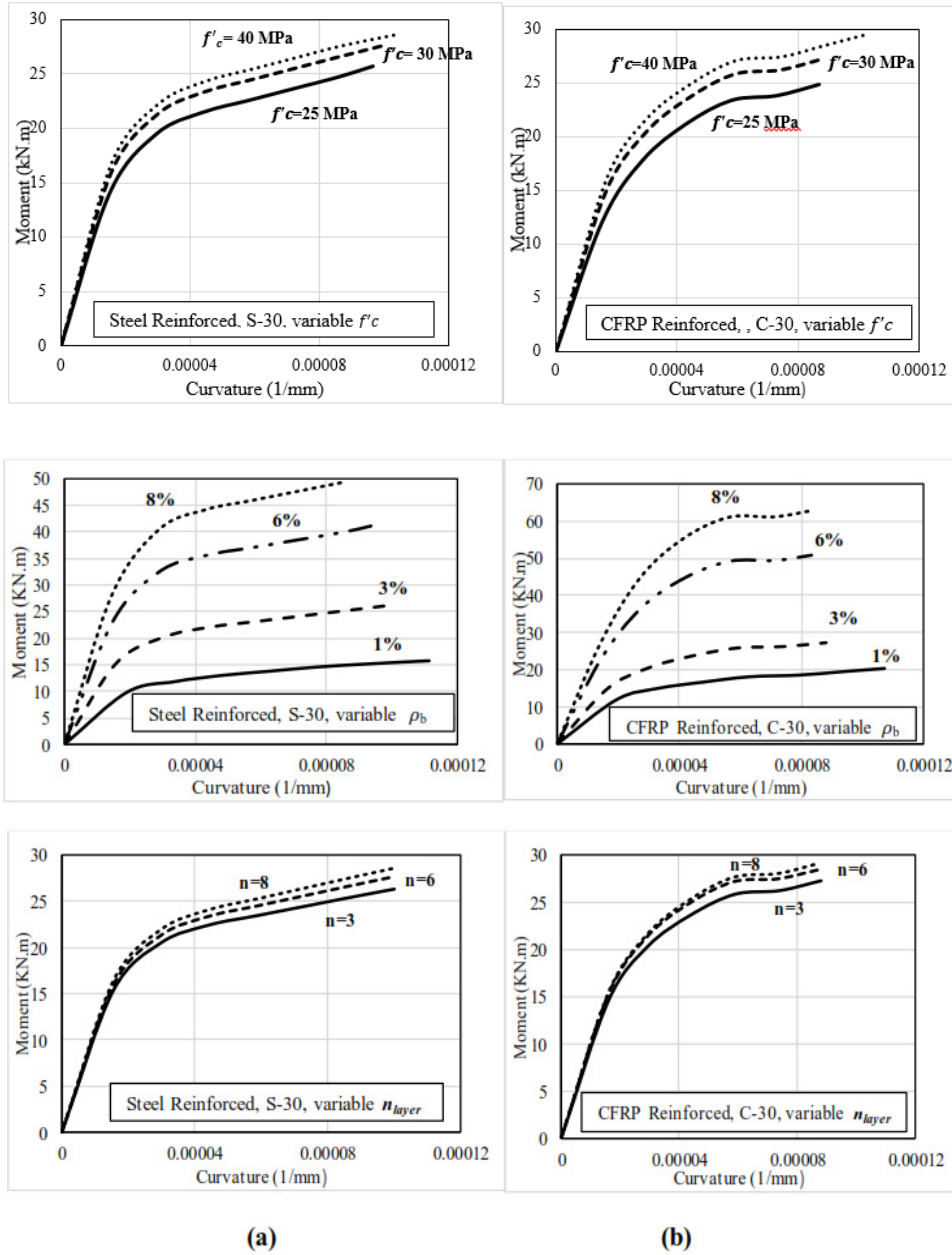 30
25
20
15
10
5
0
Moment (kN.m)
f'c= 40 MPa
f'c= 30 MPa
f'c=25 MPa
Steel Reinforced, S-30, variable f'c
0 0.00004 0.00008 0.00012
Curvature (1/mm)
30
25
20
15
10
5
0
Moment (kN.m)
f'c=40 MPa
f'c=30 MPa
f'c=25 MPa
CFRP Reinforced, , C-30, variable f'c
0 0.00004 0.00008 0.00012
Curvature (1/mm)
50
45
40
35
30
25
20
15
10
5
0
Moment (KN.m)
8%
6%
3%
1%
Steel Reinforced, S-30, variable ρb
0 0.00004 0.00008 0.00012
Curvature (1/mm)
70
60
50
40
30
20
10
0
Moment (KN.m)
8%
6%
3%
1%
CFRP Reinforced, C-30, variable ρb
0 0.00004 0.00008 0.00012
Curvature (1/mm)
30
25
20
15
10
5
0
Moment (KN.m)
n=8
n=6
n=3
Steel Reinforced, S-30, variable nlayer
0 0.00004 0.00008 0.00012
Curvature (1/mm)
30
25
20
15
10
5
0
Moment (KN.m)
n=8
n=6
n=3
CFRP Reinforced, C-30, variable nlayer
0 0.00004 0.00008 0.00012
Curvature (1/mm)
(a)
(b)